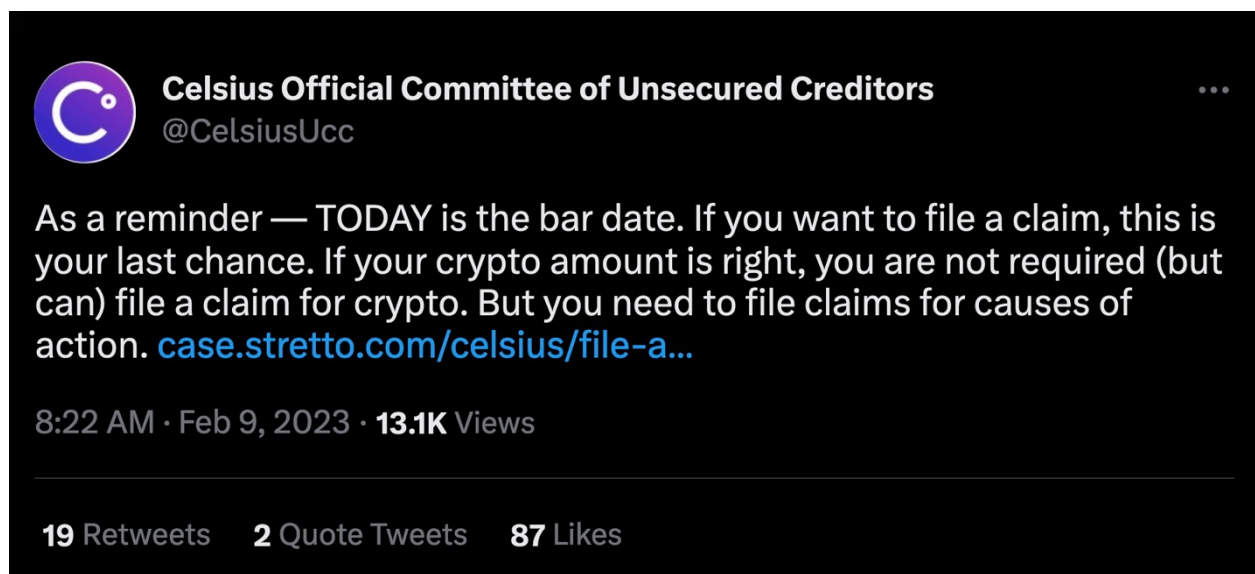 Celsius Official Committee of Unsecured Creditors
@CelsiusUcc
As a reminder — TODAY is the bar date. If you want to file a claim, this is
your last chance. If your crypto amount is right, you are not required (but
can) file a claim for crypto. But you need to file claims for causes of
action. case.stretto.com/celsius/file-a...
8:22 AM · Feb 9, 2023 · 13.1K Views
19 Retweets 2 Quote Tweets 87 Likes